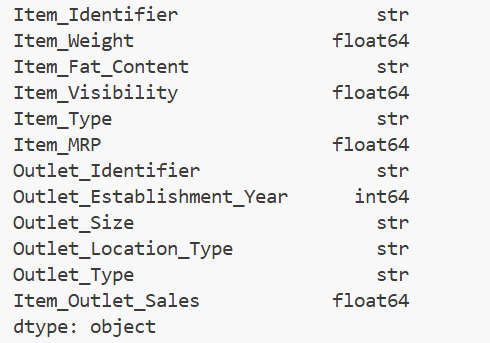 Item_Identifier str
Item_Weight float64
Item_Fat_Content str
Item_Visibility float64
Item_Type str
Item_MRP float64
Outlet_Identifier str
Outlet_Establishment_Year int64
Outlet_Size str
Outlet_Location_Type str
Outlet_Type str
Item_Outlet_Sales float64
dtype: object